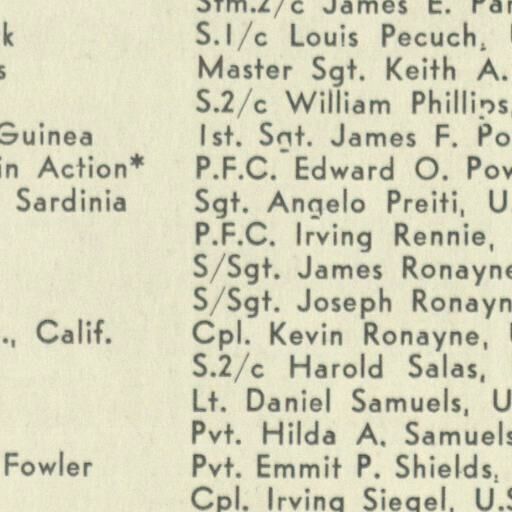 Stm.2/c James E. Par
k S.1/c Louis Pecuch,
s Master Sgt. Keith A.
S.2/c William Phillips,
Guinea 1st. Sgt. James F. Po
in Action* P.F.C. Edward O. Pow
Sardinia Sgt. Angelo Preiti, U.
P.F.C. Irving Rennie,
S/Sgt. James Ronayne
S/Sgt. Joseph Ronayn
., Calif. Cpl. Kevin Ronayne, U
S.2/c Harold Salas,
Lt. Daniel Samuels, U
Pvt. Hilda A. Samuels
Fowler Pvt. Emmit P. Shields,
Cpl. Irving Siegel, U.S